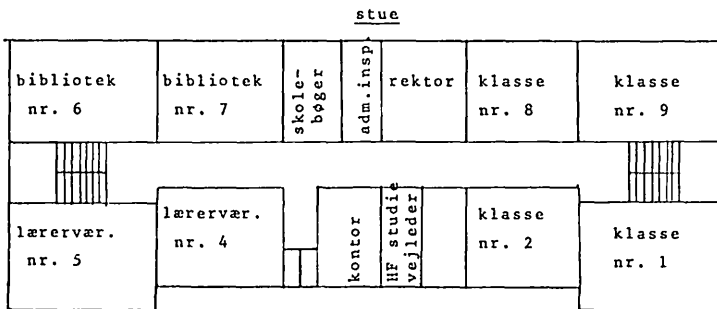 stue
bibliotek
nr. 6
bibliotek
nr. 7
skole-
bøger
adm.insp.
rektor
klasse
nr. 8
klasse
nr. 9
lærervær.
nr. 5
lærervær.
nr. 4
kontor
HF studie
vejleder
klasse
nr. 2
klasse
nr. 1